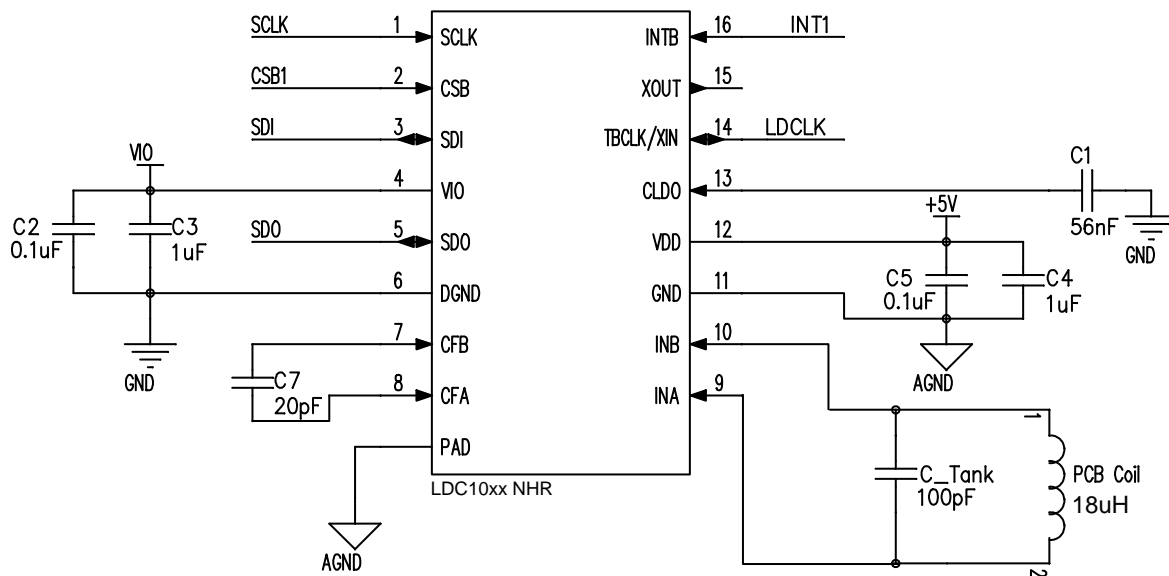 SCLK 1 SCLK INTB 16 INT1
CSB1 2 CSB XOUT 15
SDI 3 SDI TBCLK/XIN 14 LDCLK
VIO
4 VIO CLDO 13
C1
56nF
GND
C2
0.1uF
C3
1uF
SDO 5 SDO VDD 12
+5V
6 DGND GND 11
C5
0.1uF
C4
1uF
GND
7 CFB INB 10
AGND
C7
20pF
8 CFA INA 9
PAD
LDC10xx NHR
AGND
1
C_Tank
100pF
PCB Coil
18uH
2